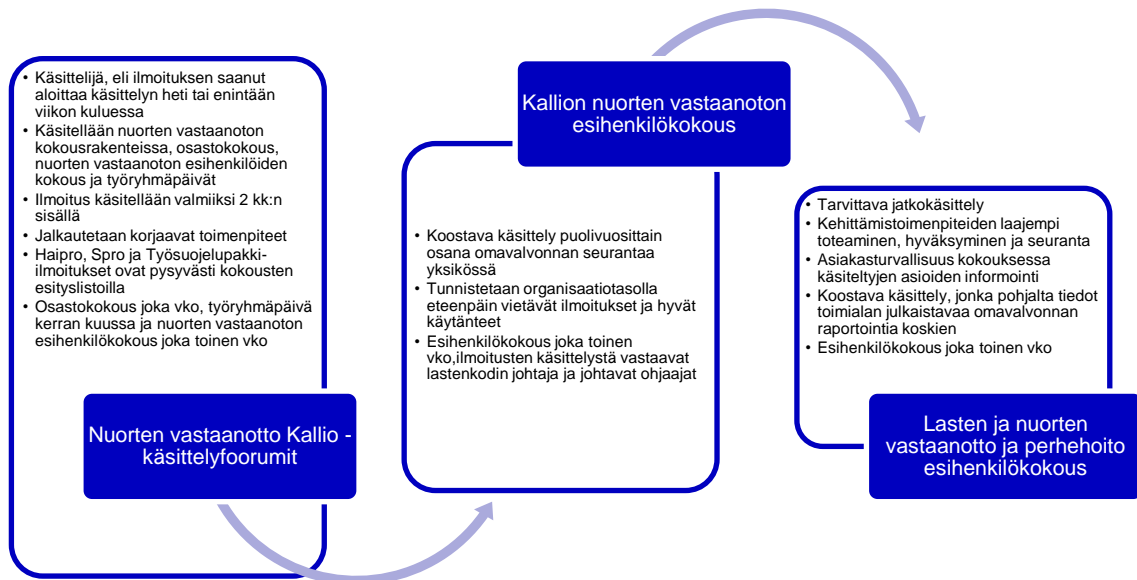 • Käsittelijä, eli ilmoituksen saanut
aloittaa käsittelyn heti tai enintään
viikon kuluessa
• Käsitellään nuorten vastaanoton
kokousrakenteissa, osastokokous,
nuorten vastaanoton esihenkilöiden
kokous ja työryhmäpäivät
• Ilmoitus käsitellään valmiiksi 2 kk:n
sisällä
• Jalkautetaan korjaavat toimenpiteet
• Haipro, Spro ja Työsuojelupakki-
ilmoitukset ovat pysyvästi kokousten
esityslistoilla
• Osastokokous joka vko, työryhmäpäivä
kerran kuussa ja nuorten vastaanoton
esihenkilökokous joka toinen vko
Nuorten vastaanotto Kallio -
käsittelyfoorumit
Kallion nuorten vastaanoton
esihenkilökokous
• Koostava käsittely puolivuosittain
osana omavalvonnan seurantaa
yksikössä
• Tunnistetaan organisaatiotasolla
eteenpäin vietävät ilmoitukset ja hyvät
käytänteet
• Esihenkilökokous joka toinen
vko,ilmoitusten käsittelystä vastaavat
lastenkodin johtaja ja johtavat ohjaajat
• Tarvittava jatkokäsittely
• Kehittämistoimenpiteiden laajempi
toteaminen, hyväksyminen ja seuranta
• Asiakasturvallisuus kokouksessa
käsiteltyjen asioiden informointi
• Koostava käsittely, jonka pohjalta tiedot
toimialan julkaistavaa omavalvonnan
raportointia koskien
• Esihenkilökokous joka toinen vko
Lasten ja nuorten
vastaanotto ja perhehoito
esihenkilökokous